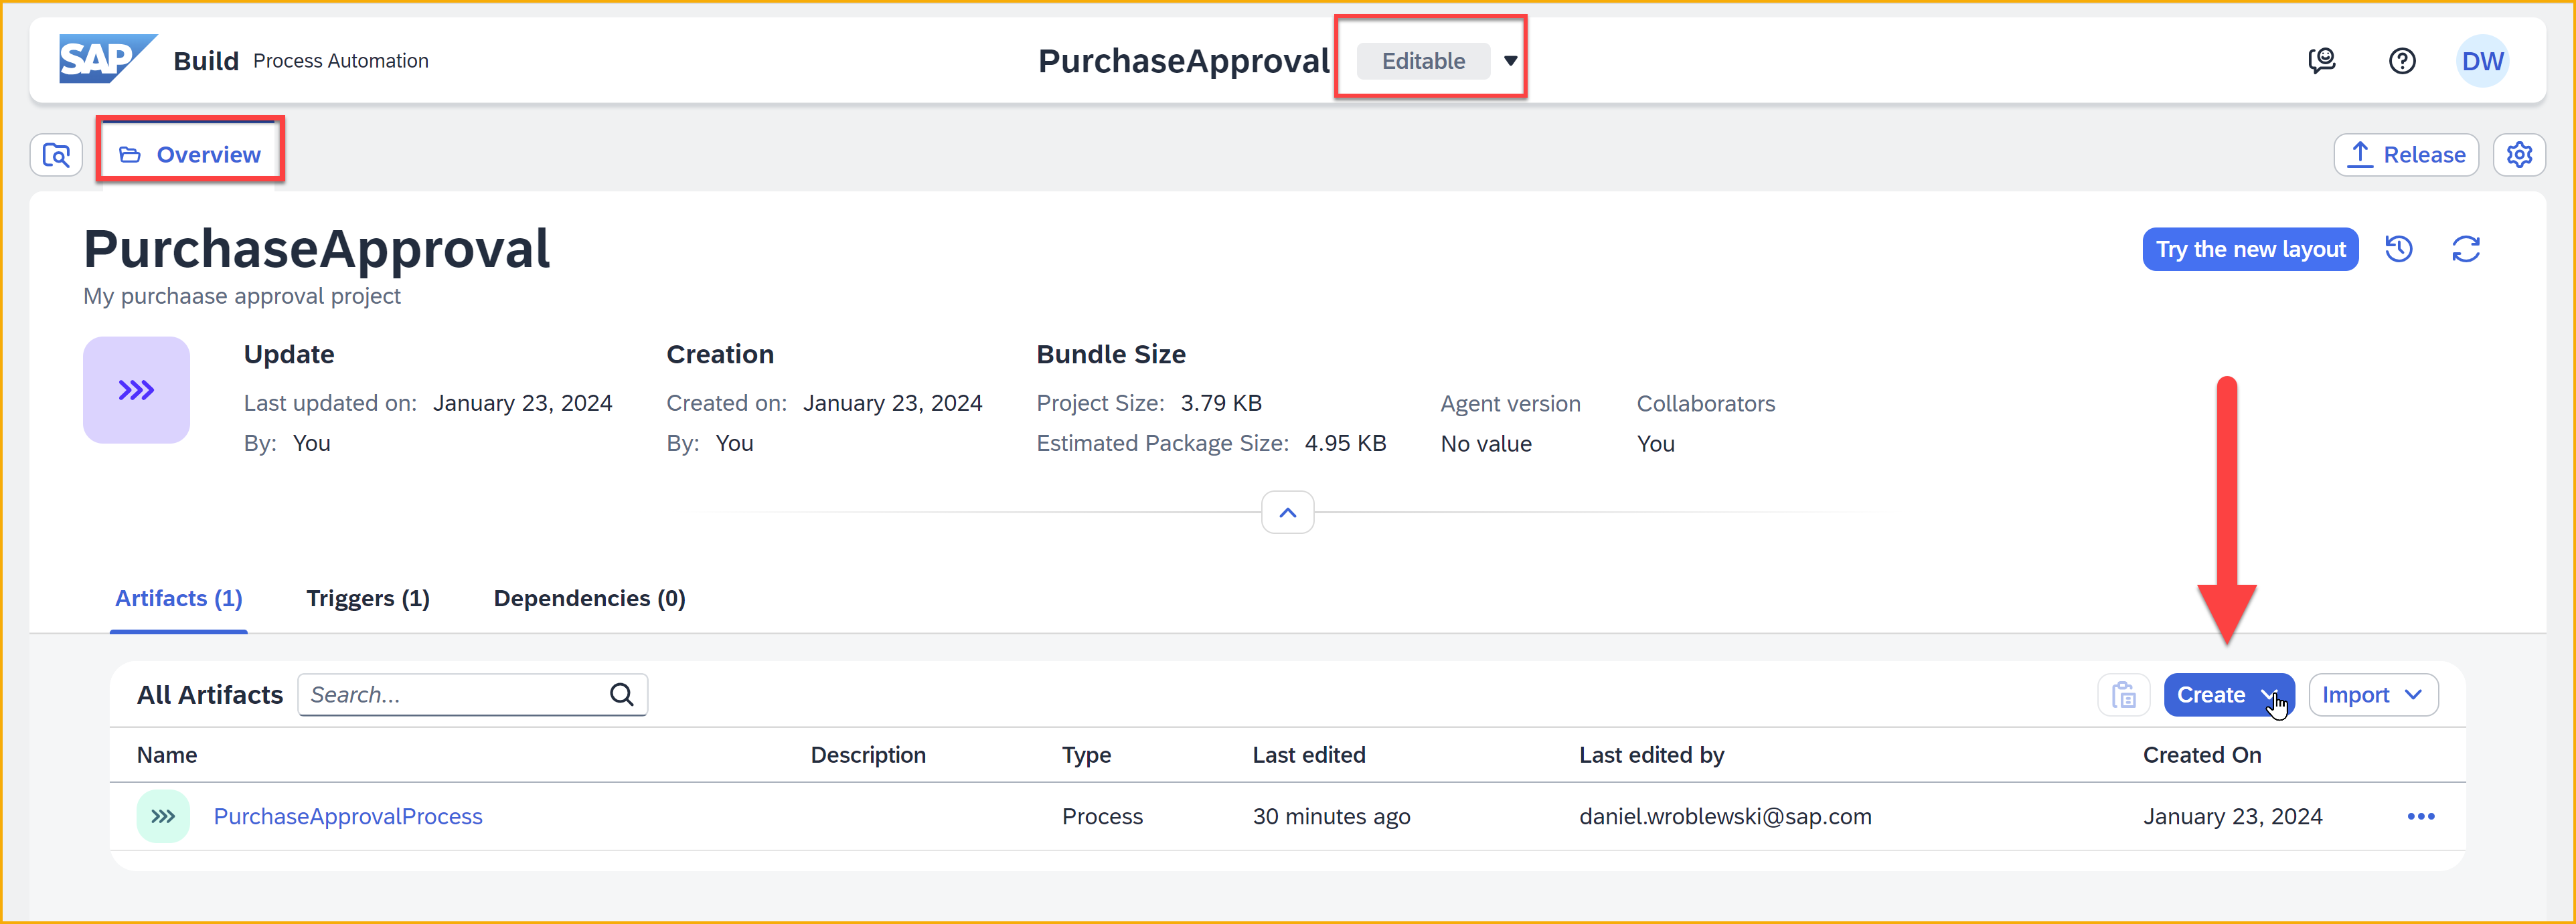 SAP Build Process Automation PurchaseApproval Editable DW
Overview Release
PurchaseApproval Try the new layout
My purchaase approval project
Update Creation Bundle Size
Last updated on: January 23, 2024 Created on: January 23, 2024 Project Size: 3.79 KB Agent version Collaborators
By: You By: You Estimated Package Size: 4.95 KB No value You
Artifacts (1) Triggers (1) Dependencies (0)
All Artifacts Search... Create Import
Name Description Type Last edited Last edited by Created On
PurchaseApprovalProcess Process 30 minutes ago daniel.wroblewski@sap.com January 23, 2024